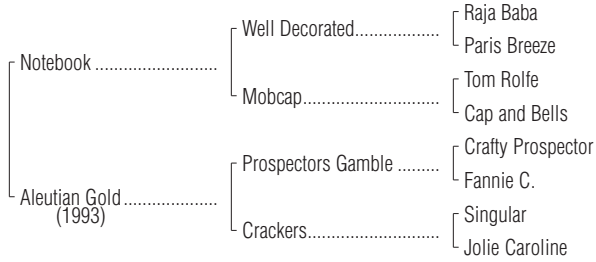 Raja Baba
Well Decorated..................
Paris Breeze
Notebook ..........................
Tom Rolfe
Mobcap.............................
Cap and Bells
Crafty Prospector
Prospectors Gamble .........
Fannie C.
Aleutian Gold....................
(1993)
Singular
Crackers............................
Jolie Caroline